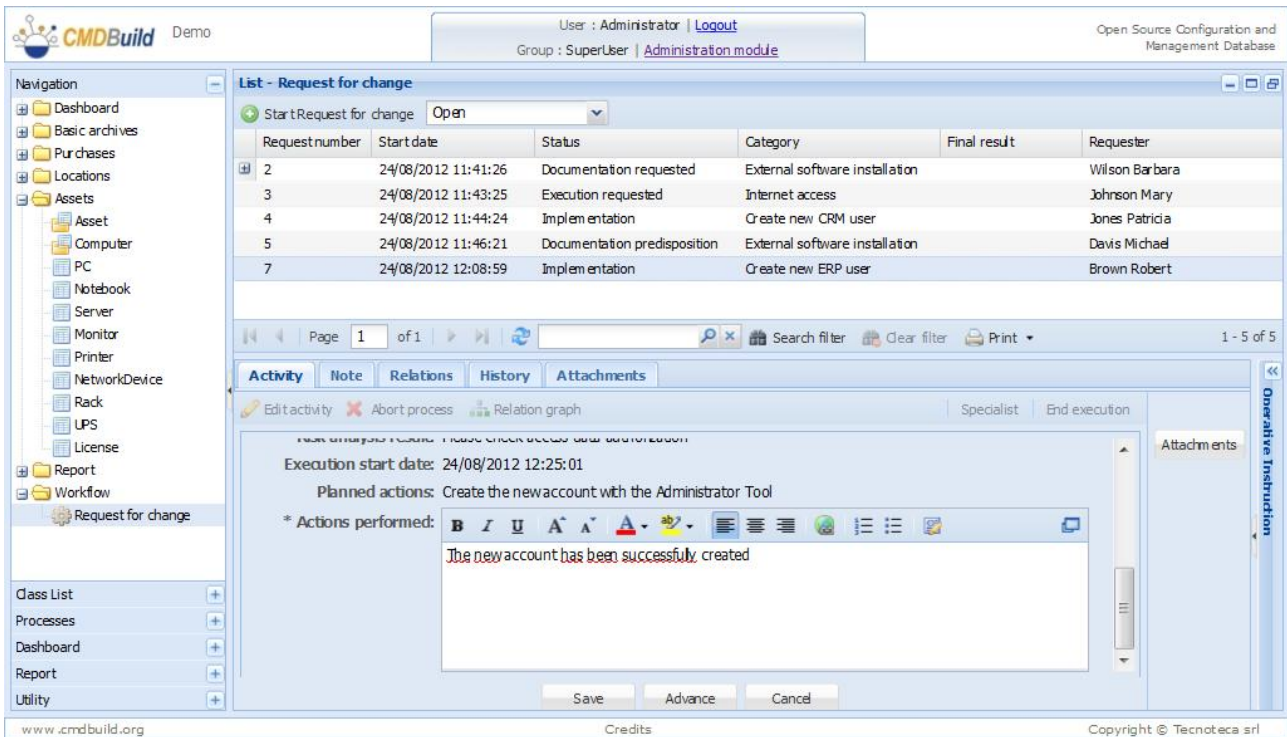 CMDBuild Demo
User : Administrator | Logout
Group : SuperUser | Administration module
Open Source Configuration and
Management Database
Navigation
Dashboard
Basic archives
Purchases
Locations
Assets
Asset
Computer
PC
Notebook
Server
Monitor
Printer
NetworkDevice
Rack
UPS
License
Report
Workflow
Request for change
Class List
Processes
Dashboard
Report
Utility
List - Request for change
Start Request for change Open
Request number Start date Status Category Final result Requester
2 24/08/2012 11:41:26 Documentation requested External software installation Wilson Barbara
3 24/08/2012 11:43:25 Execution requested Internet access Johnson Mary
4 24/08/2012 11:44:24 Implementation Create new CRM user Jones Patricia
5 24/08/2012 11:46:21 Documentation predisposition External software installation Davis Michael
7 24/08/2012 12:08:59 Implementation Create new ERP user Brown Robert
Page 1 of 1 Search filter Clear filter Print 1 - 5 of 5
Activity Note Relations History Attachments
Edit activity Abort process Relation graph Specialist End execution
Risk analysis result: Please check access data authorization
Execution start date: 24/08/2012 12:25:01
Planned actions: Create the new account with the Administrator Tool
* Actions performed: B I U A A A ab
The new account has been successfuly created
Save Advance Cancel
Attachments
Operative Instruction
www.cmdbuild.org Credits Copyright © Tecnoteca srl